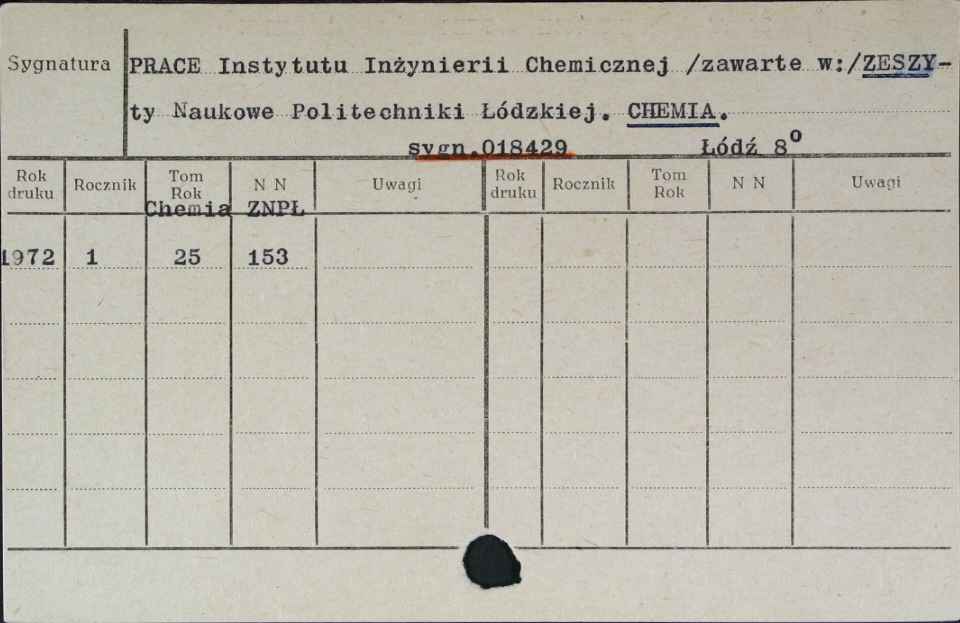 Sygnatura PRACE Instytutu Inżynierii Chemicznej /zawarte w:/ZESZY-
ty Naukowe Politechniki Łódzkiej. CHEMIA.
sygn.018429 Łódź 8º
Rok druku Rocznik Tom Rok N N Uwagi Rok druku Rocznik Tom Rok N N Uwagi
Chemia ZNPŁ
1972 1 25 153